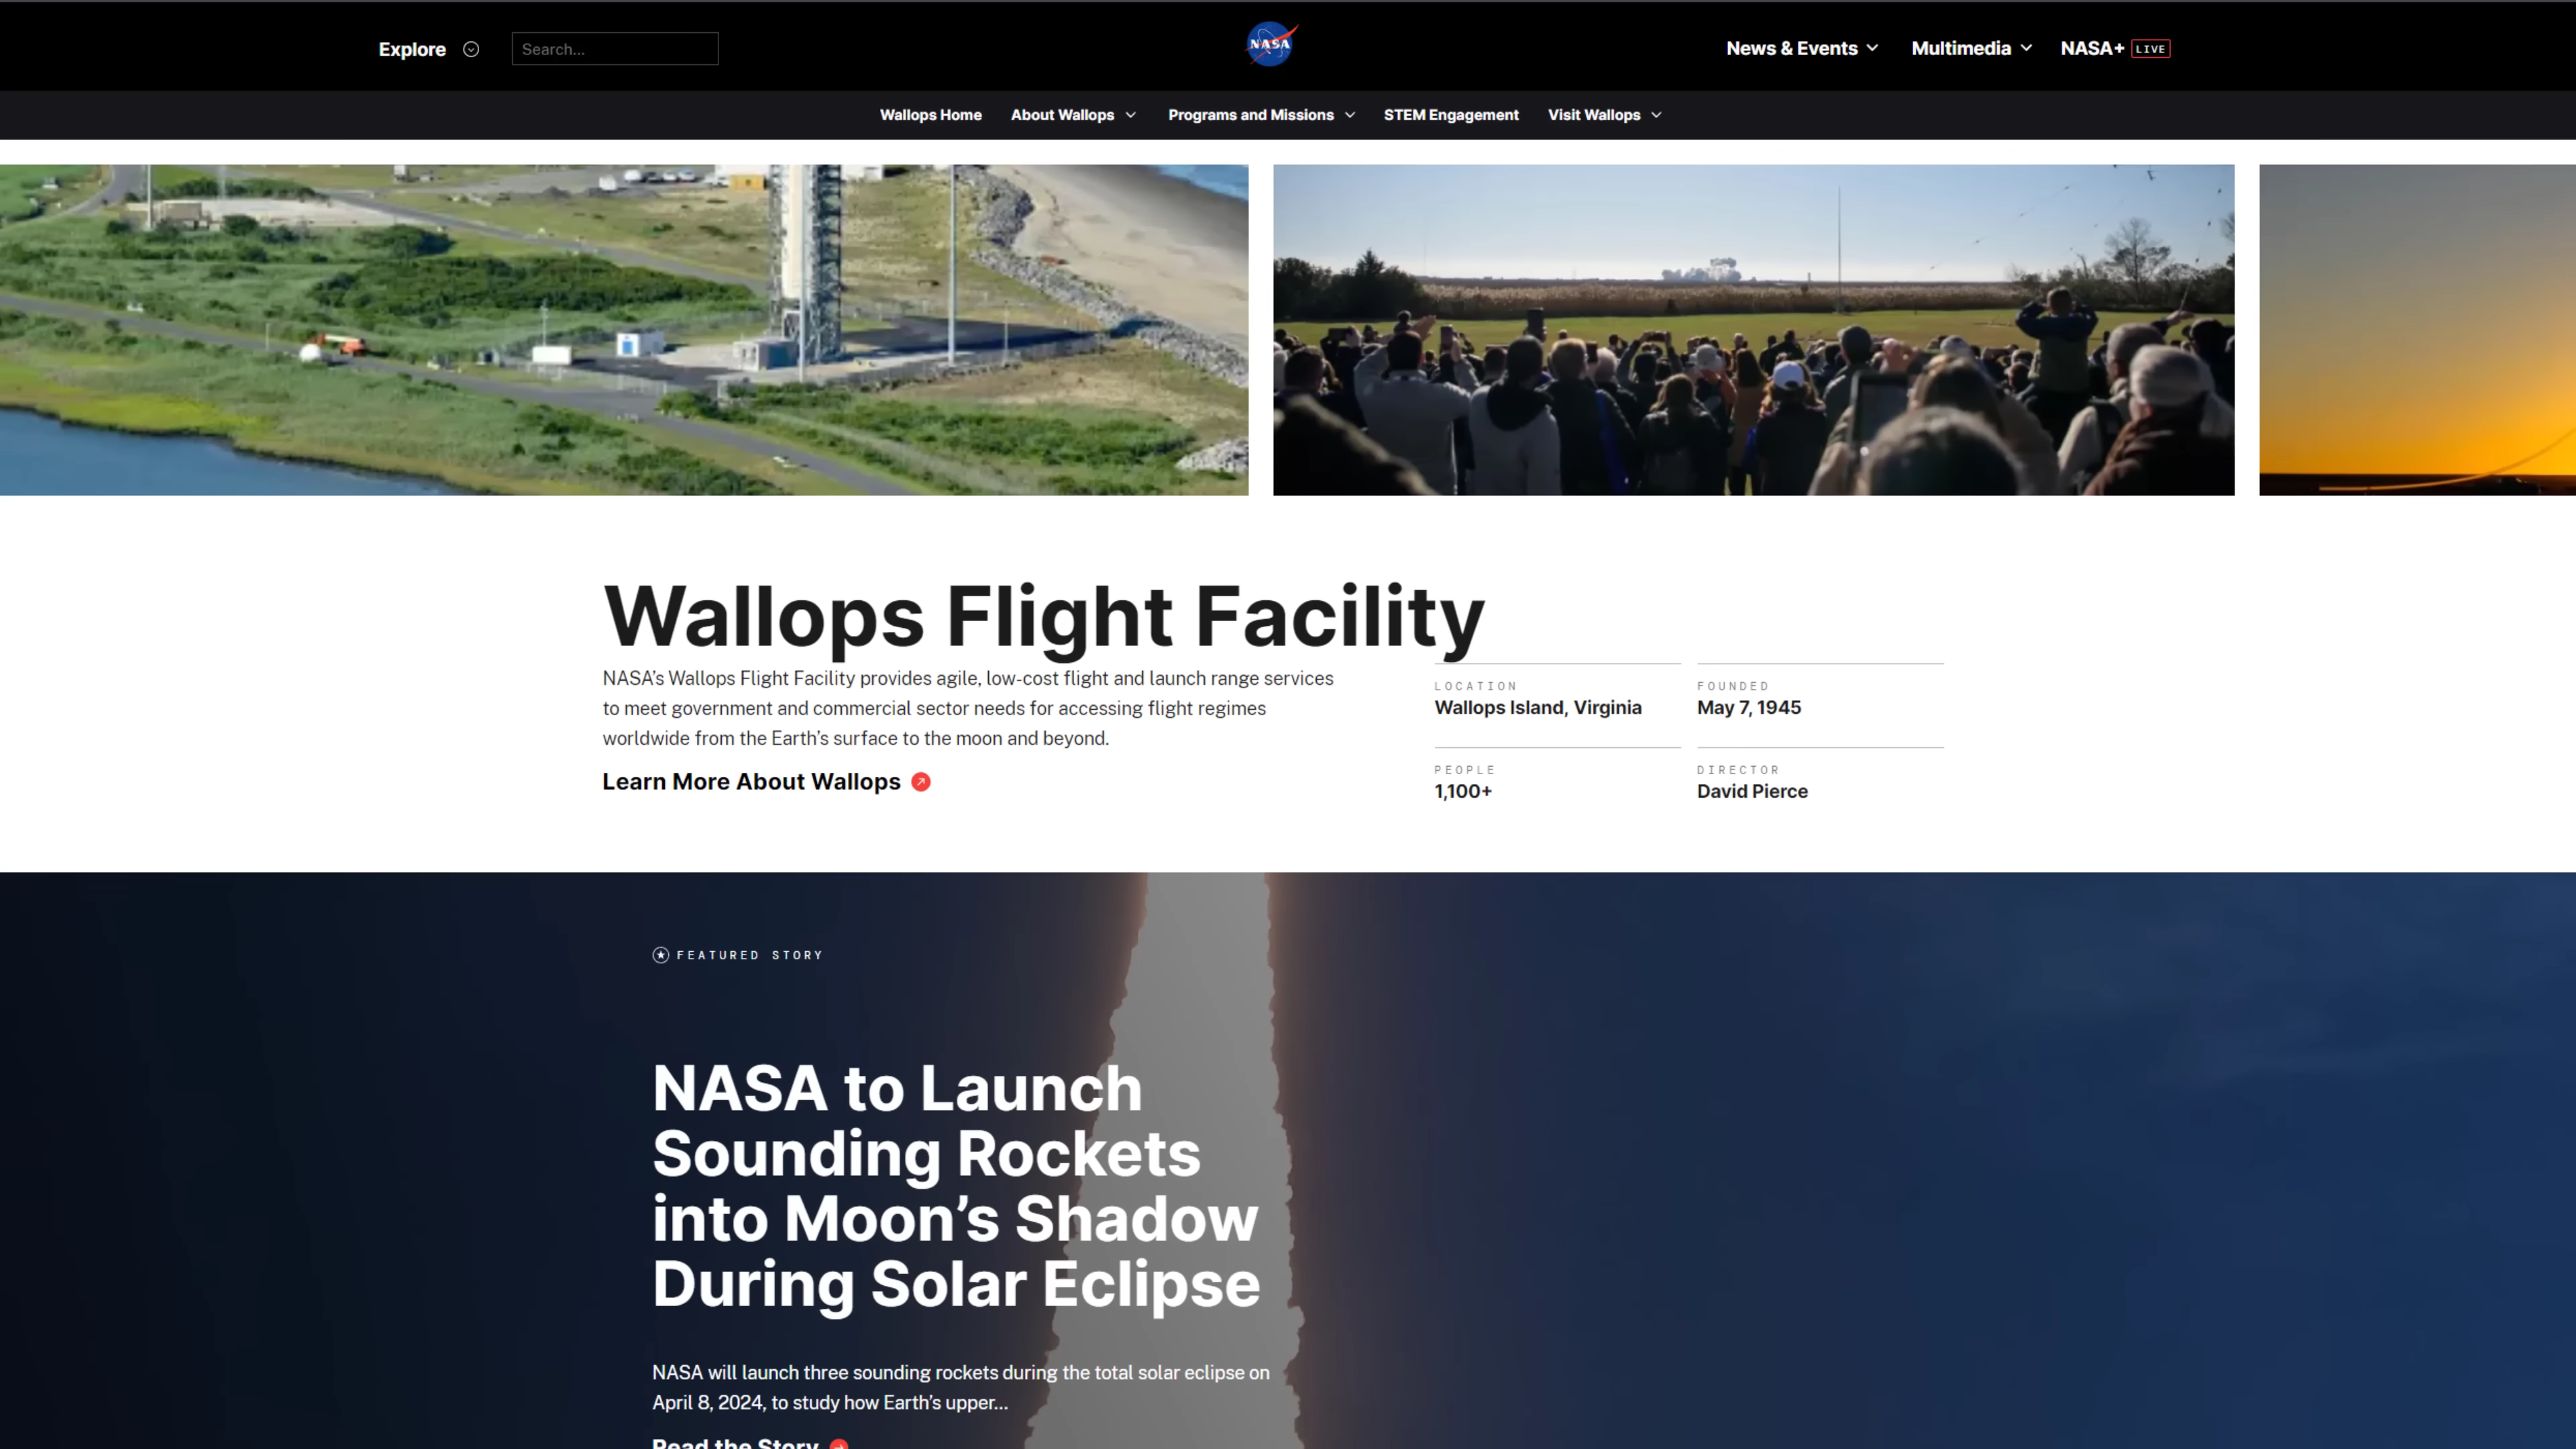 Explore
Search...
NASA
News & Events
Multimedia
NASA+ LIVE
Wallops Home
About Wallops
Programs and Missions
STEM Engagement
Visit Wallops
Wallops Flight Facility
NASA’s Wallops Flight Facility provides agile, low-cost flight and launch range services
to meet government and commercial sector needs for accessing flight regimes
worldwide from the Earth’s surface to the moon and beyond.
Learn More About Wallops
LOCATION
Wallops Island, Virginia
FOUNDED
May 7, 1945
PEOPLE
1,100+
DIRECTOR
David Pierce
FEATURED STORY
NASA to Launch
Sounding Rockets
into Moon’s Shadow
During Solar Eclipse
NASA will launch three sounding rockets during the total solar eclipse on
April 8, 2024, to study how Earth’s upper...
Read the Story